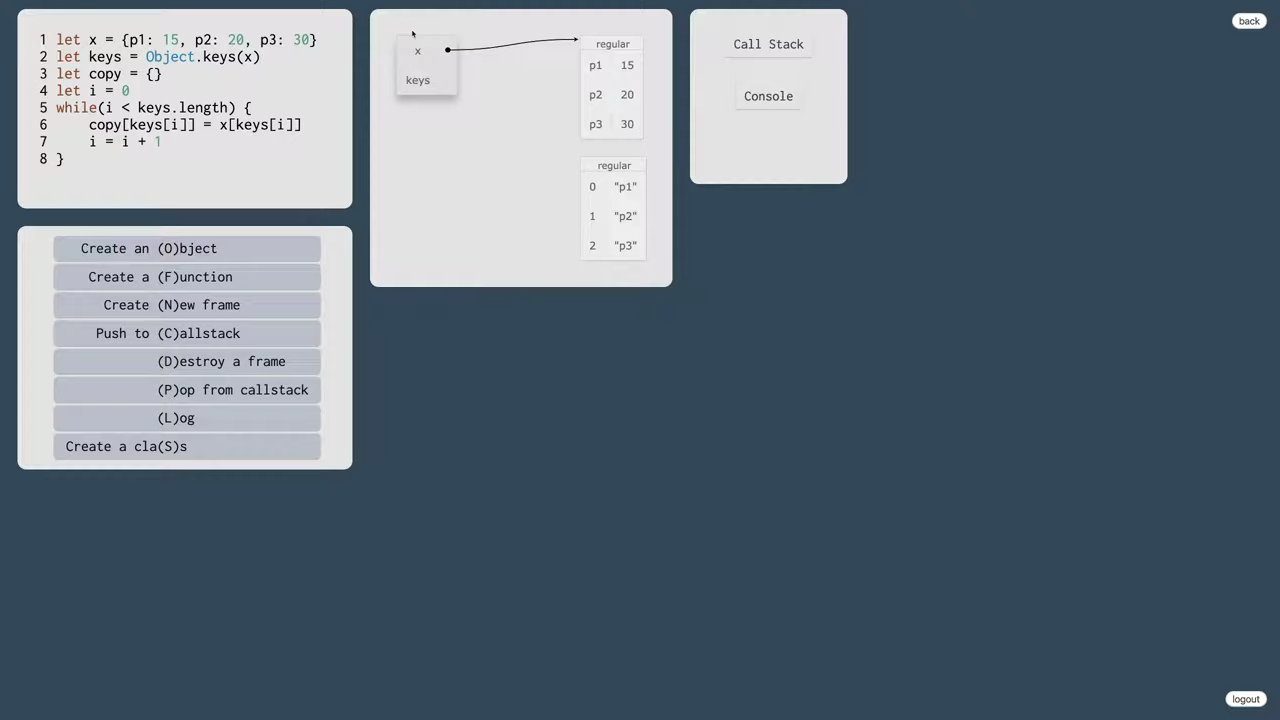 1 let x = {p1: 15, p2: 20, p3: 30}
2 let keys = Object.keys(x)
3 let copy = {}
4 let i = 0
5 while(i < keys.length) {
6     copy[keys[i]] = x[keys[i]]
7     i = i + 1
8 }
Create an (O)bject
Create a (F)unction
Create (N)ew frame
Push to (C)allstack
(D)estroy a frame
(P)op from callstack
(L)og
Create a cla(S)s
x
keys
regular
p1 15
p2 20
p3 30
regular
0 "p1"
1 "p2"
2 "p3"
Call Stack
Console
back
logout